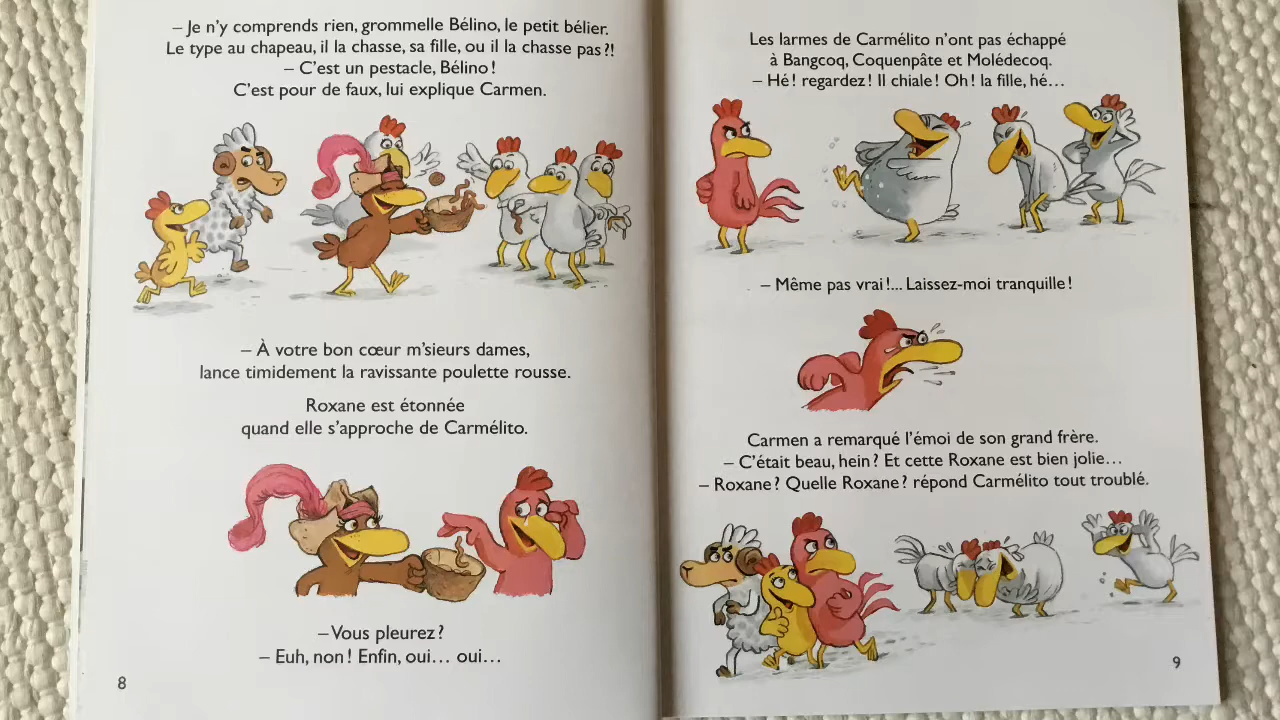 – Je n'y comprends rien, grommelle Bélino, le petit bélier.
Le type au chapeau, il la chasse, sa fille, ou il la chasse pas ?!
– C'est un pestacle, Bélino !
C'est pour de faux, lui explique Carmen.
– À votre bon cœur m'sieurs dames,
lance timidement la ravissante poulette rousse.
Roxane est étonnée
quand elle s'approche de Carmélito.
– Vous pleurez ?
– Euh, non ! Enfin, oui… oui…
8
Les larmes de Carmélito n'ont pas échappé
à Bangcoq, Coquenpâte et Molédecoq.
– Hé ! regardez ! Il chiale ! Oh ! la fille, hé…
– Même pas vrai !... Laissez-moi tranquille !
Carmen a remarqué l'émoi de son grand frère.
– C'était beau, hein ? Et cette Roxane est bien jolie…
– Roxane ? Quelle Roxane ? répond Carmélito tout troublé.
9